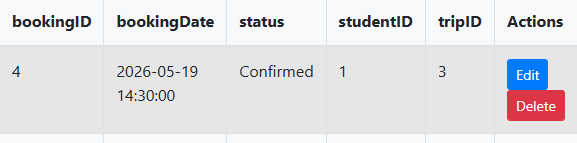 bookingID bookingDate status studentID tripID Actions
4 2026-05-19 Confirmed 1 3 Edit
14:30:00 Delete